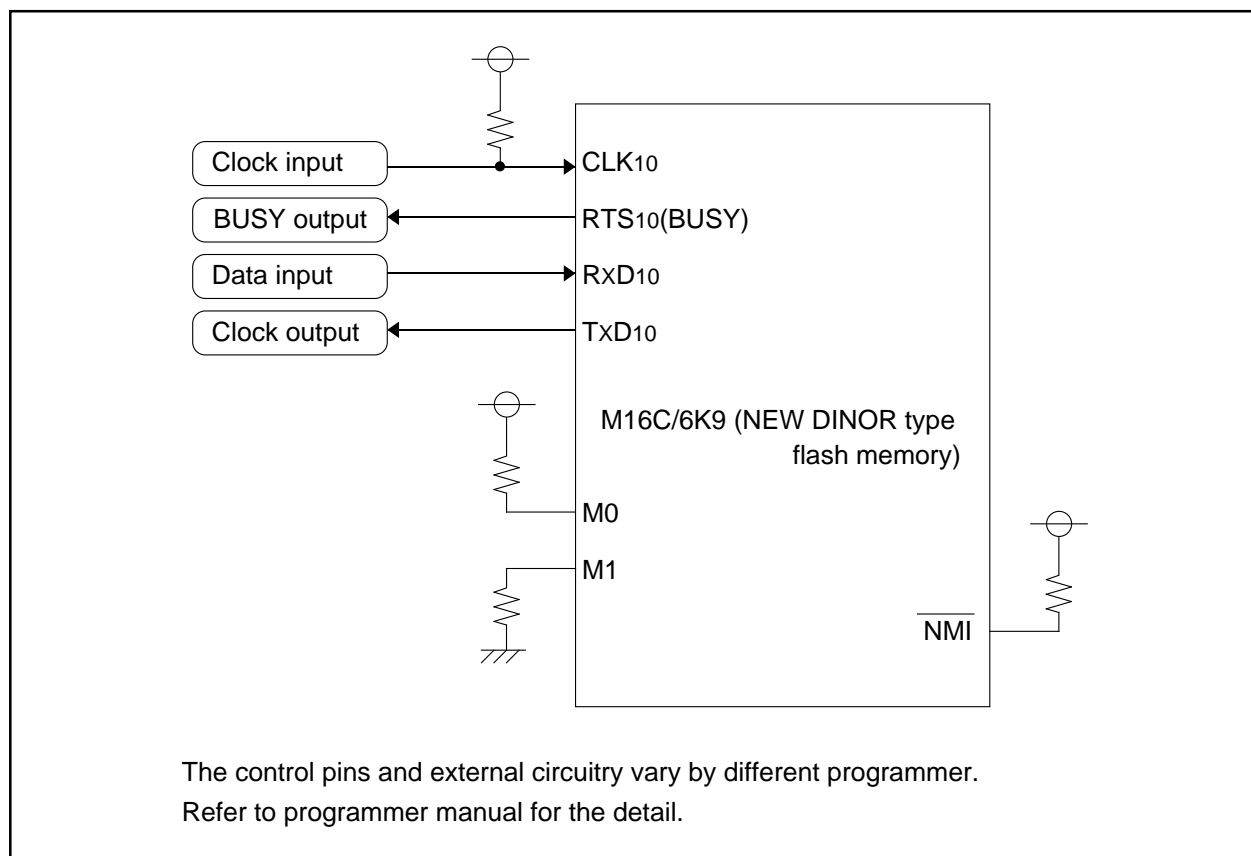 Clock input
CLK10
BUSY output
RTS10(BUSY)
Data input
RXD10
Clock output
TXD10
M16C/6K9 (NEW DINOR type
flash memory)
M0
M1
NMI
The control pins and external circuitry vary by different programmer.
Refer to programmer manual for the detail.